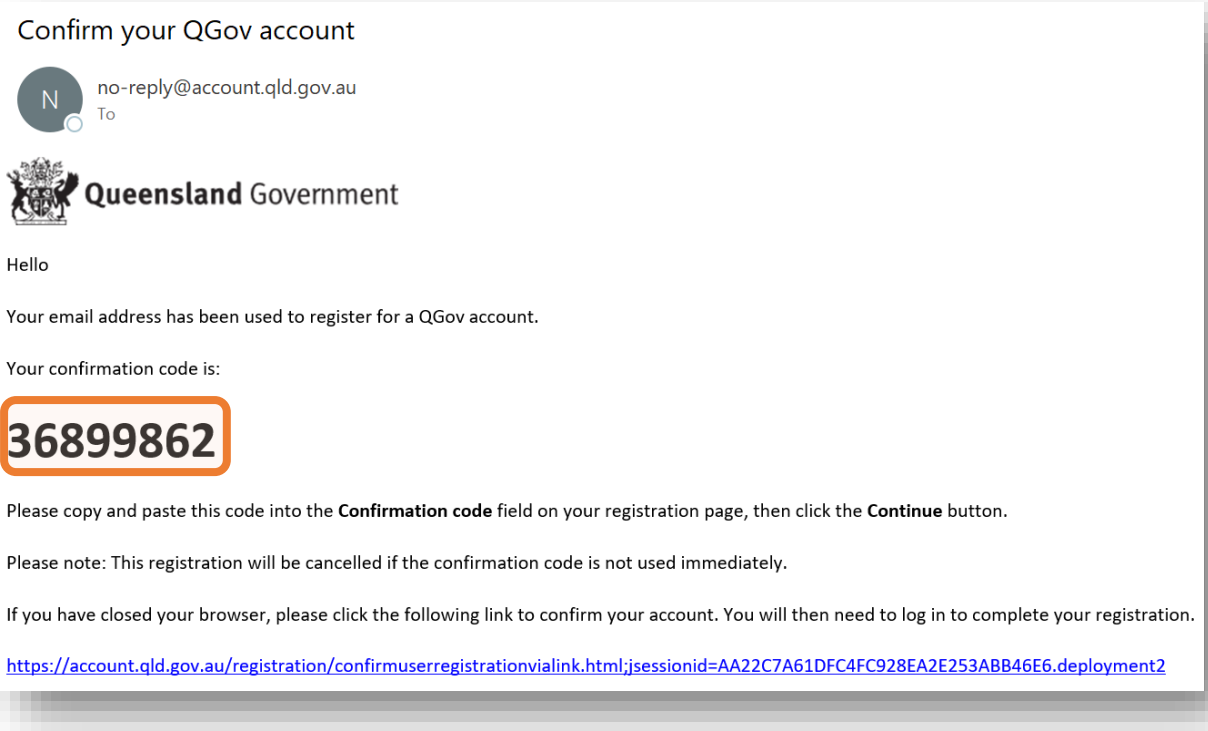 Confirm your QGov account
N
no-reply@account.qld.gov.au
To
Queensland Government
Hello
Your email address has been used to register for a QGov account.
Your confirmation code is:
36899862
Please copy and paste this code into the Confirmation code field on your registration page, then click the Continue button.
Please note: This registration will be cancelled if the confirmation code is not used immediately.
If you have closed your browser, please click the following link to confirm your account. You will then need to log in to complete your registration.
https://account.qld.gov.au/registration/confirmuserregistrationvialink.html;jsessionid=AA22C7A61DFC4FC928EA2E253ABB46E6.deployment2